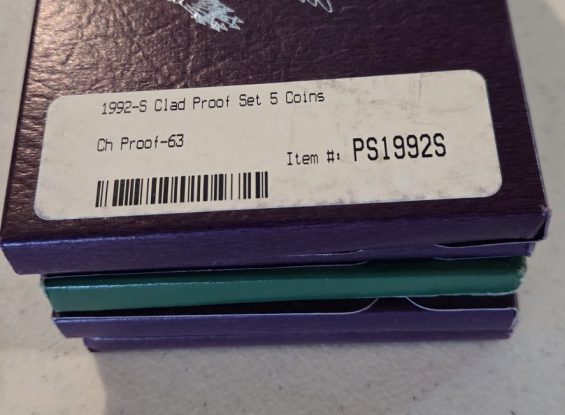 1992-S Clad Proof Set 5 Coins
Ch Proof-63
Item #: PS1992S